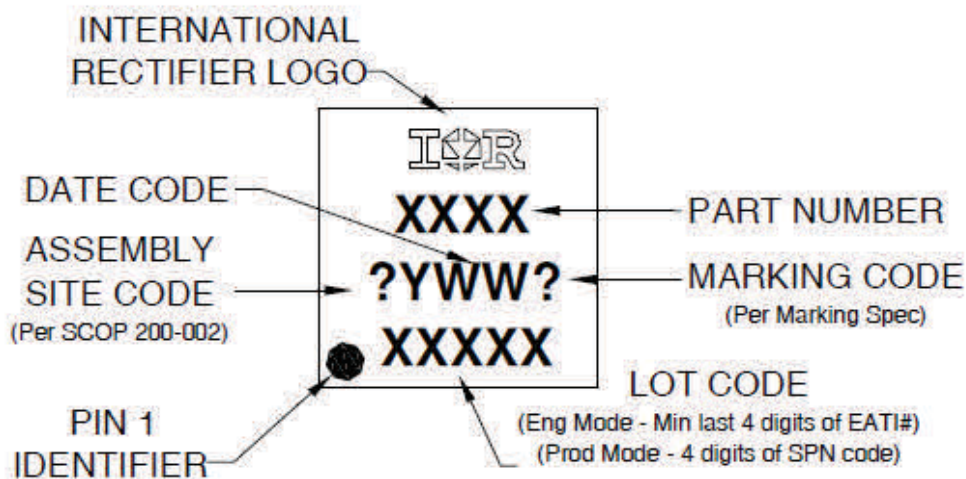 INTERNATIONAL
RECTIFIER LOGO
IOR
DATE CODE
XXXX
PART NUMBER
ASSEMBLY
SITE CODE
(Per SCOP 200-002)
?YWW?
MARKING CODE
(Per Marking Spec)
XXXXX
LOT CODE
(Eng Mode - Min last 4 digits of EATI#)
(Prod Mode - 4 digits of SPN code)
PIN 1
IDENTIFIER